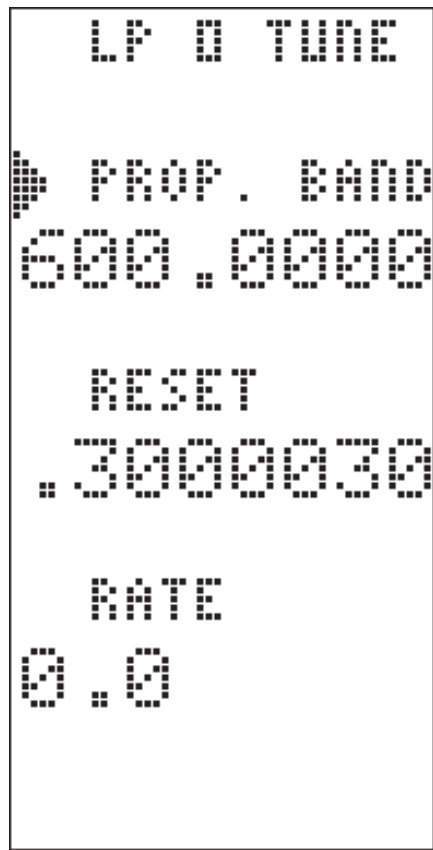 LP 0 TUNE
PROP. BAND
600.0000
RESET
.3000030
RATE
0.0